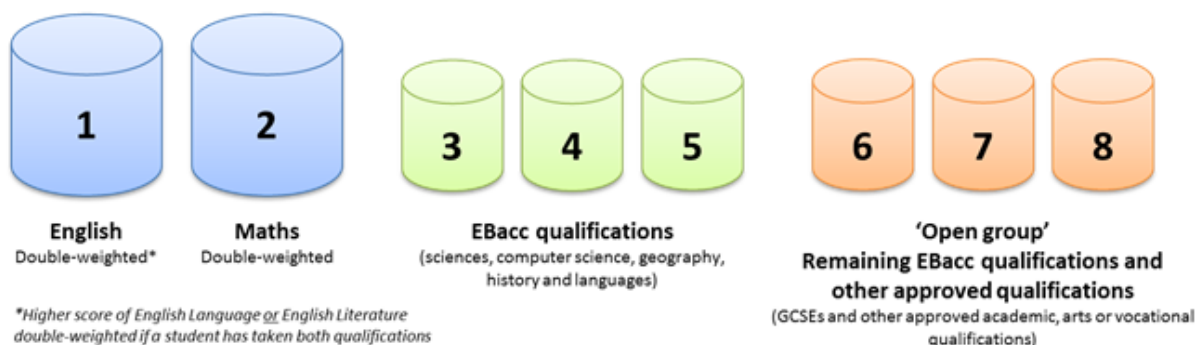 1
2
3
4
5
6
7
8
English
Double-weighted*
Maths
Double-weighted
EBacc qualifications
(sciences, computer science, geography,
history and languages)
‘Open group’
Remaining EBacc qualifications and
other approved qualifications
(GCSEs and other approved academic, arts or vocational
qualifications)
*Higher score of English Language or English Literature
double-weighted if a student has taken both qualifications